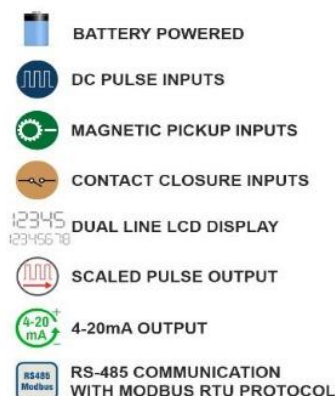 BATTERY POWERED
DC PULSE INPUTS
MAGNETIC PICKUP INPUTS
CONTACT CLOSURE INPUTS
12345
12345678
DUAL LINE LCD DISPLAY
SCALED PULSE OUTPUT
4-20
mA
4-20mA OUTPUT
RS485
Modbus
RS-485 COMMUNICATION
WITH MODBUS RTU PROTOCOL